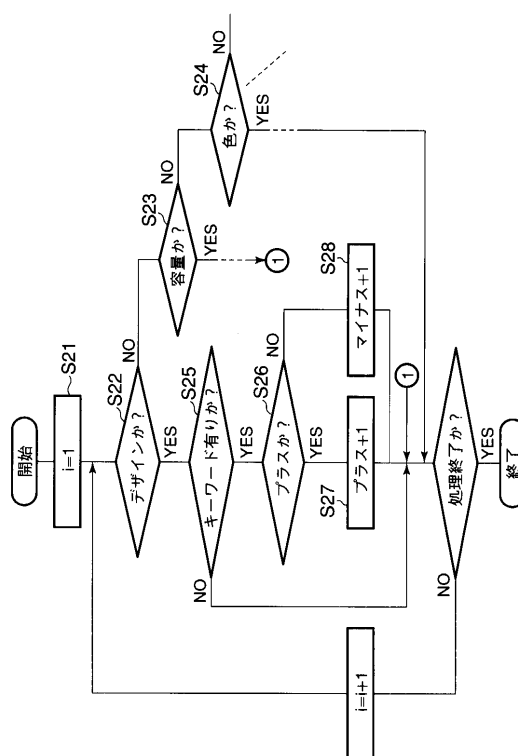 開始
i=1
S21
デザインか?
S22
NO
YES
容量か?
S23
NO
YES
1
色か?
S24
NO
YES
キーワード有りか?
S25
NO
YES
プラスか?
S26
NO
YES
プラス+1
S27
マイナス+1
S28
1
処理終了か?
NO
YES
i=i+1
終了